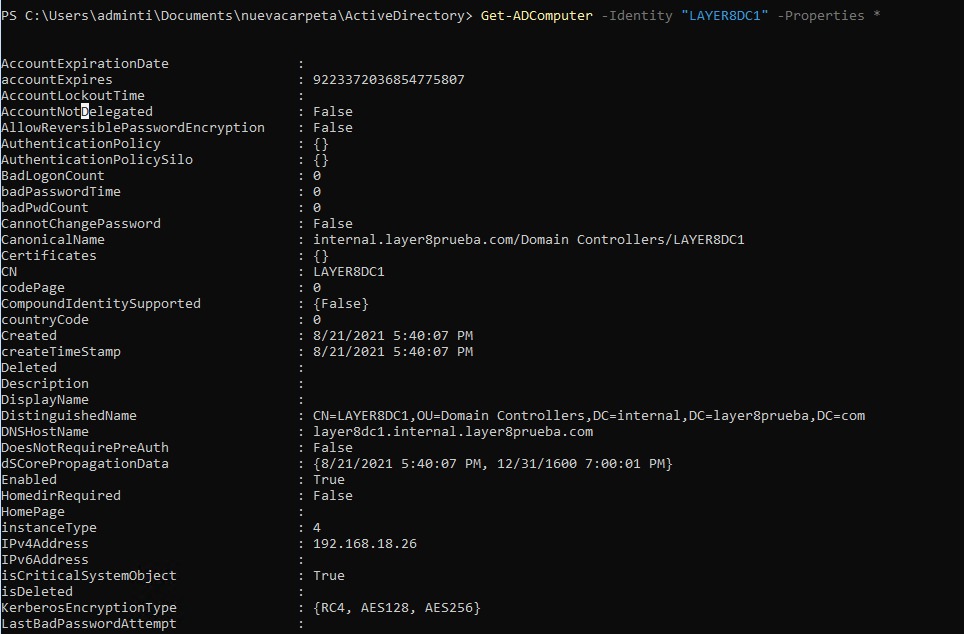 PS C:\Users\adminti\Documents\nuevacarpeta\ActiveDirectory> Get-ADComputer -Identity "LAYER8DC1" -Properties *
AccountExpirationDate :
accountExpires : 9223372036854775807
AccountLockoutTime :
AccountNotDelegated : False
AllowReversiblePasswordEncryption : False
AuthenticationPolicy : {}
AuthenticationPolicySilo : {}
BadLogonCount : 0
badPasswordTime : 0
badPwdCount : 0
CannotChangePassword : False
CanonicalName : internal.layer8prueba.com/Domain Controllers/LAYER8DC1
Certificates : {}
CN : LAYER8DC1
codePage : 0
CompoundIdentitySupported : {False}
countryCode : 0
Created : 8/21/2021 5:40:07 PM
createTimeStamp : 8/21/2021 5:40:07 PM
Deleted :
Description :
DisplayName :
DistinguishedName : CN=LAYER8DC1,OU=Domain Controllers,DC=internal,DC=layer8prueba,DC=com
DNSHostName : layer8dc1.internal.layer8prueba.com
DoesNotRequirePreAuth : False
dSCorePropagationData : {8/21/2021 5:40:07 PM, 12/31/1600 7:00:01 PM}
Enabled : True
HomedirRequired : False
HomePage :
instanceType : 4
IPv4Address : 192.168.18.26
IPv6Address :
isCriticalSystemObject : True
isDeleted :
KerberosEncryptionType : {RC4, AES128, AES256}
LastBadPasswordAttempt :